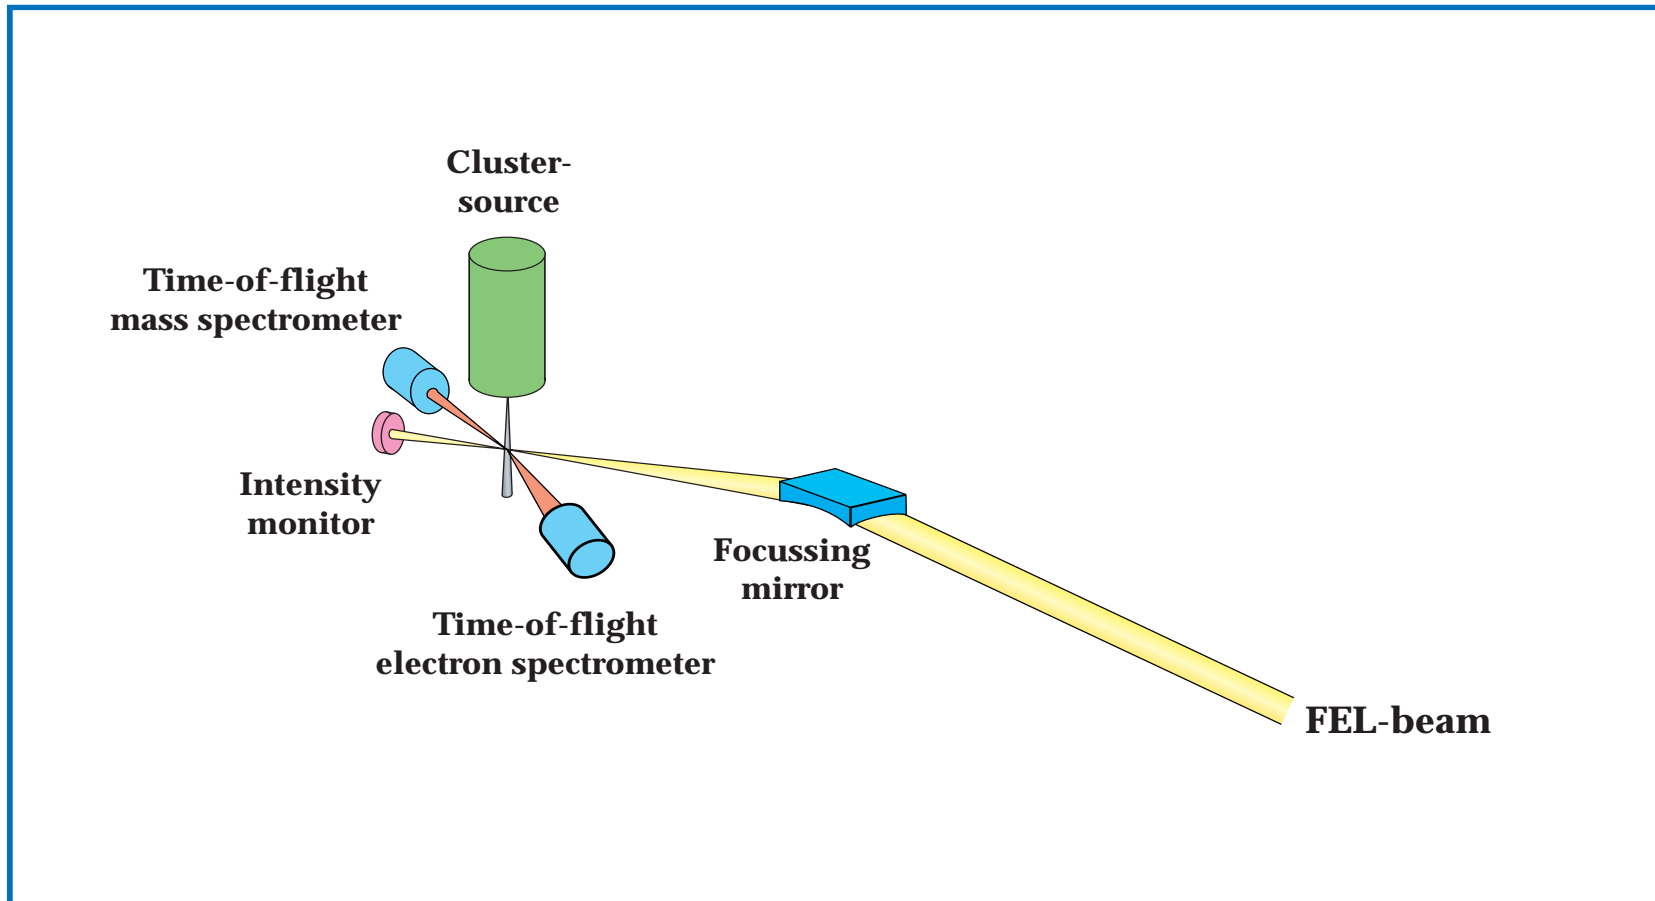 Cluster-
source
Time-of-flight
mass spectrometer
Intensity
monitor
Focussing
mirror
Time-of-flight
electron spectrometer
FEL-beam